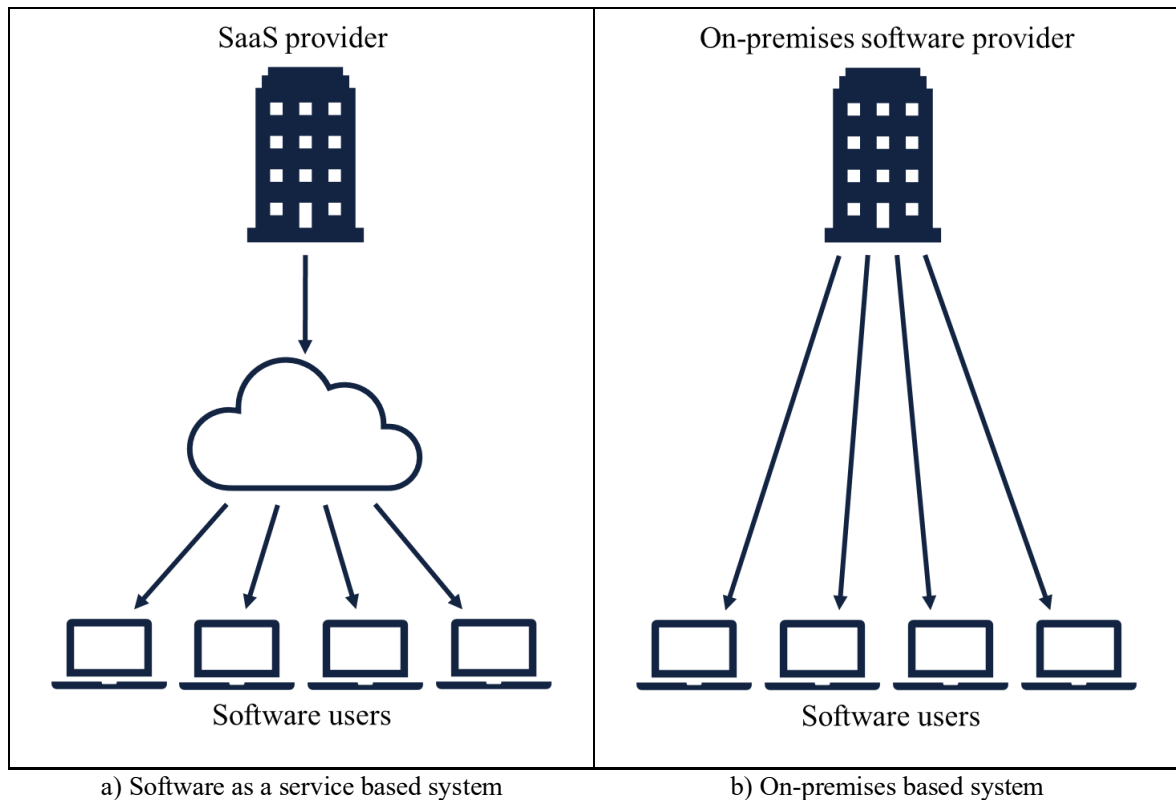 SaaS provider
On-premises software provider
Software users
Software users
a) Software as a service based system
b) On-premises based system